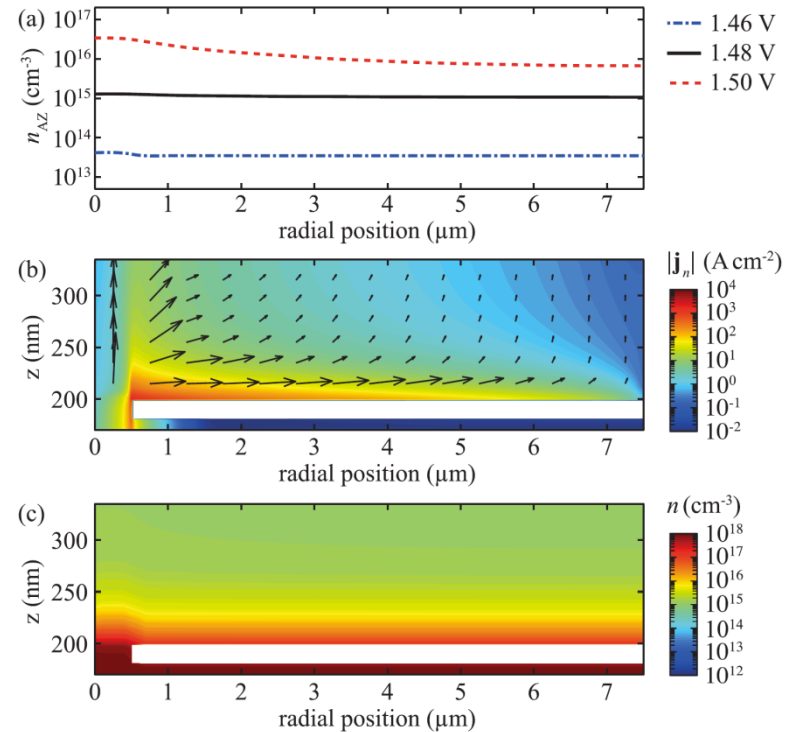 (a)
10^17
10^16
10^15
10^14
10^13
n_AZ (cm^-3)
0 1 2 3 4 5 6 7
radial position (µm)
1.46 V
1.48 V
1.50 V
(b)
300
250
200
z (nm)
0 1 2 3 4 5 6 7
radial position (µm)
|j_n| (A cm^-2)
10^4
10^3
10^2
10^1
10^0
10^-1
10^-2
(c)
300
250
200
z (nm)
0 1 2 3 4 5 6 7
radial position (µm)
n (cm^-3)
10^18
10^17
10^16
10^15
10^14
10^13
10^12